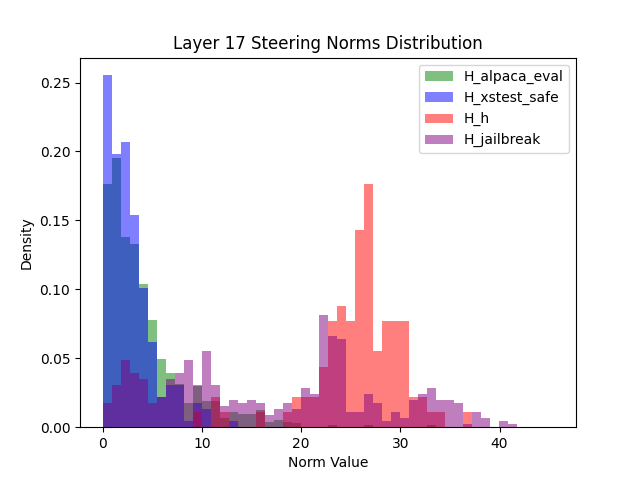 Layer 17 Steering Norms Distribution
H_alpaca_eval
H_xstest_safe
H_h
H_jailbreak
0.25
0.20
0.15
0.10
0.05
0.00
Density
0 10 20 30 40
Norm Value